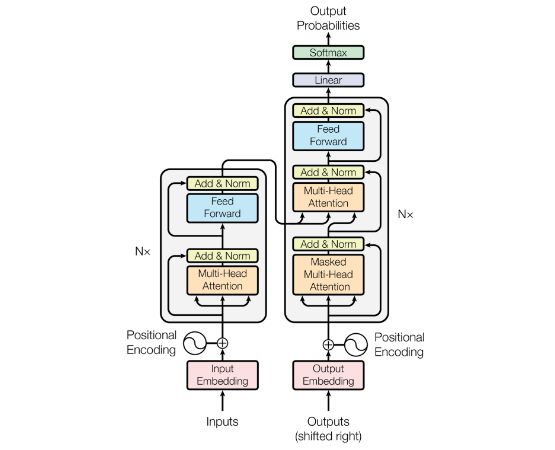 Output
Probabilities
Softmax
Linear
Add & Norm
Feed
Forward
Add & Norm
Multi-Head
Attention
Add & Norm
Masked
Multi-Head
Attention
Nx
Positional
Encoding
Output
Embedding
Outputs
(shifted right)
Add & Norm
Feed
Forward
Add & Norm
Multi-Head
Attention
N×
Positional
Encoding
Input
Embedding
Inputs